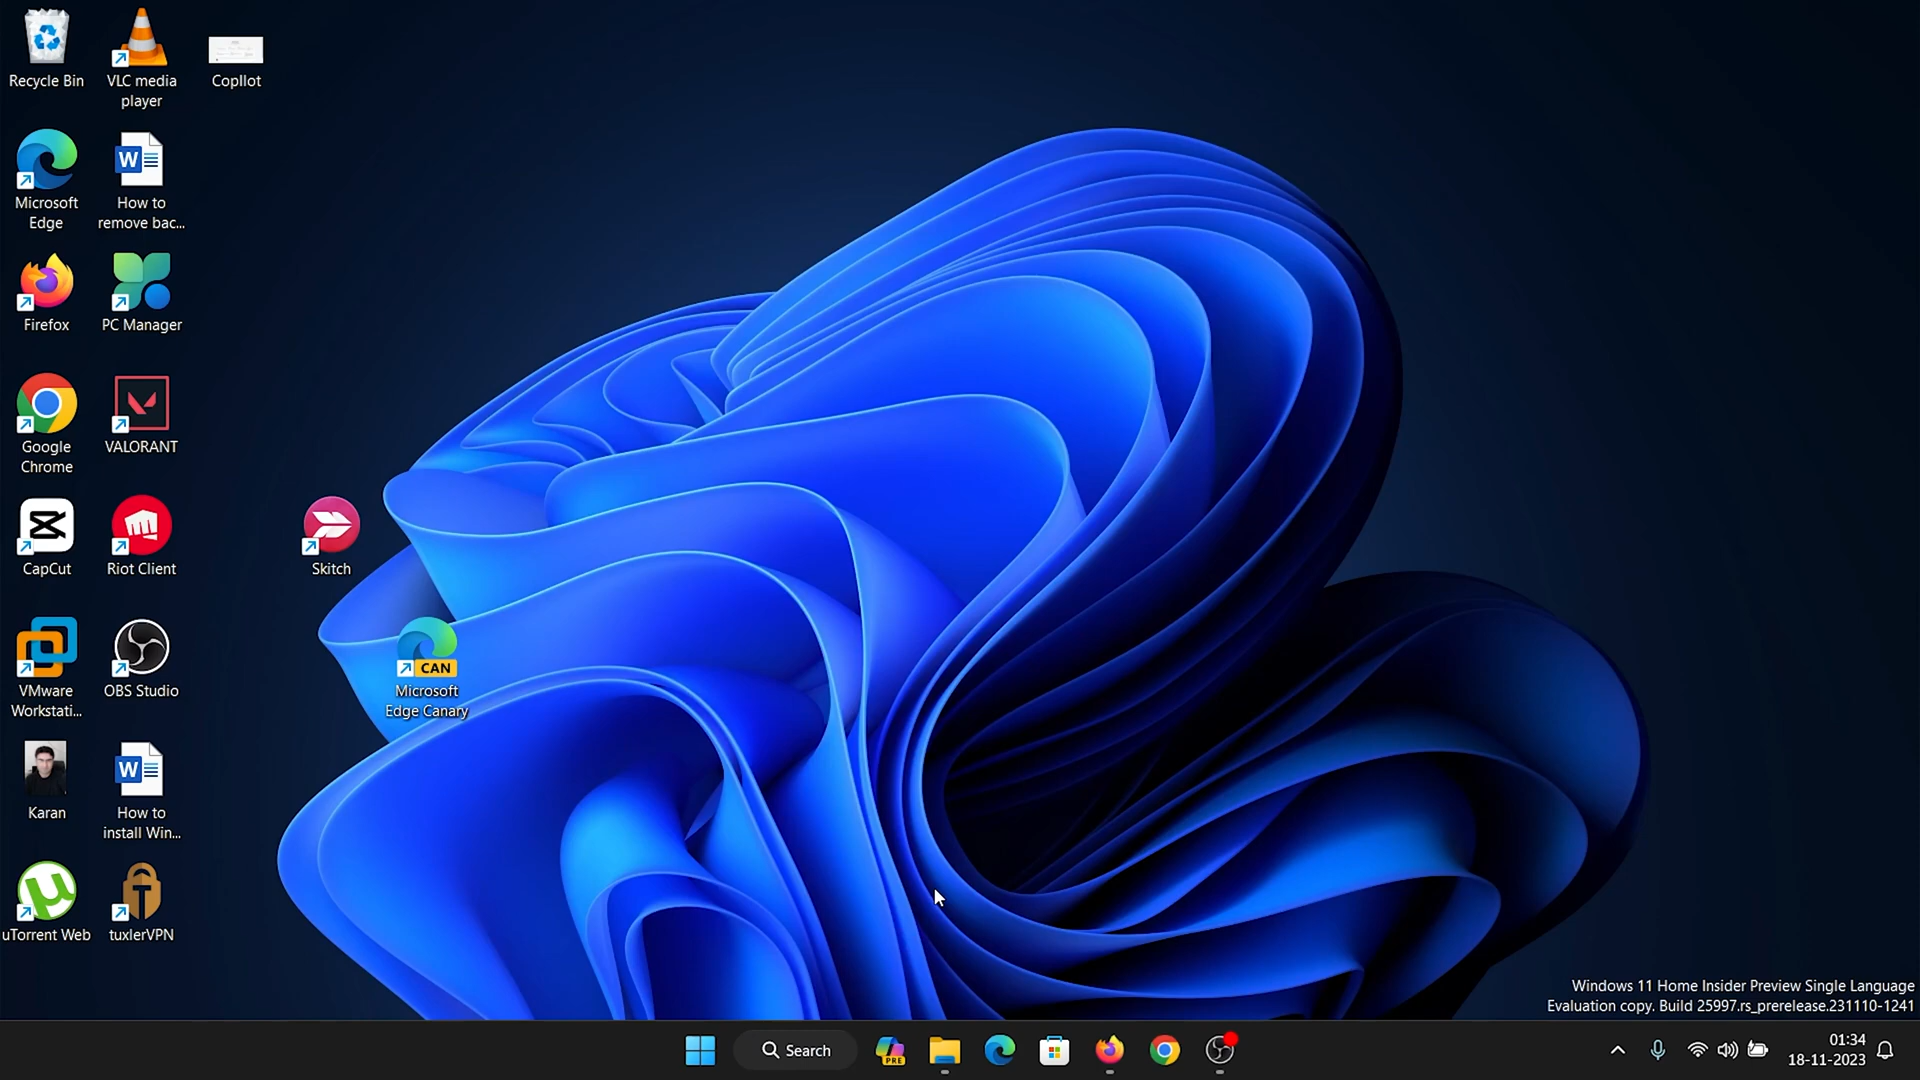 Recycle Bin
VLC media
player
Copllot
Microsoft
Edge
W
How to
remove bac...
Firefox
PC Manager
Google
Chrome
VALORANT
CapCut
Riot Client
Skitch
VMware
Workstati...
OBS Studio
CAN
Microsoft
Edge Canary
Karan
W
How to
install Win...
uTorrent Web
T
tuxlerVPN
Windows 11 Home Insider Preview Single Language
Evaluation copy. Build 25997.rs_prerelease.231110-1241
Search
PRE
01:34
18-11-2023